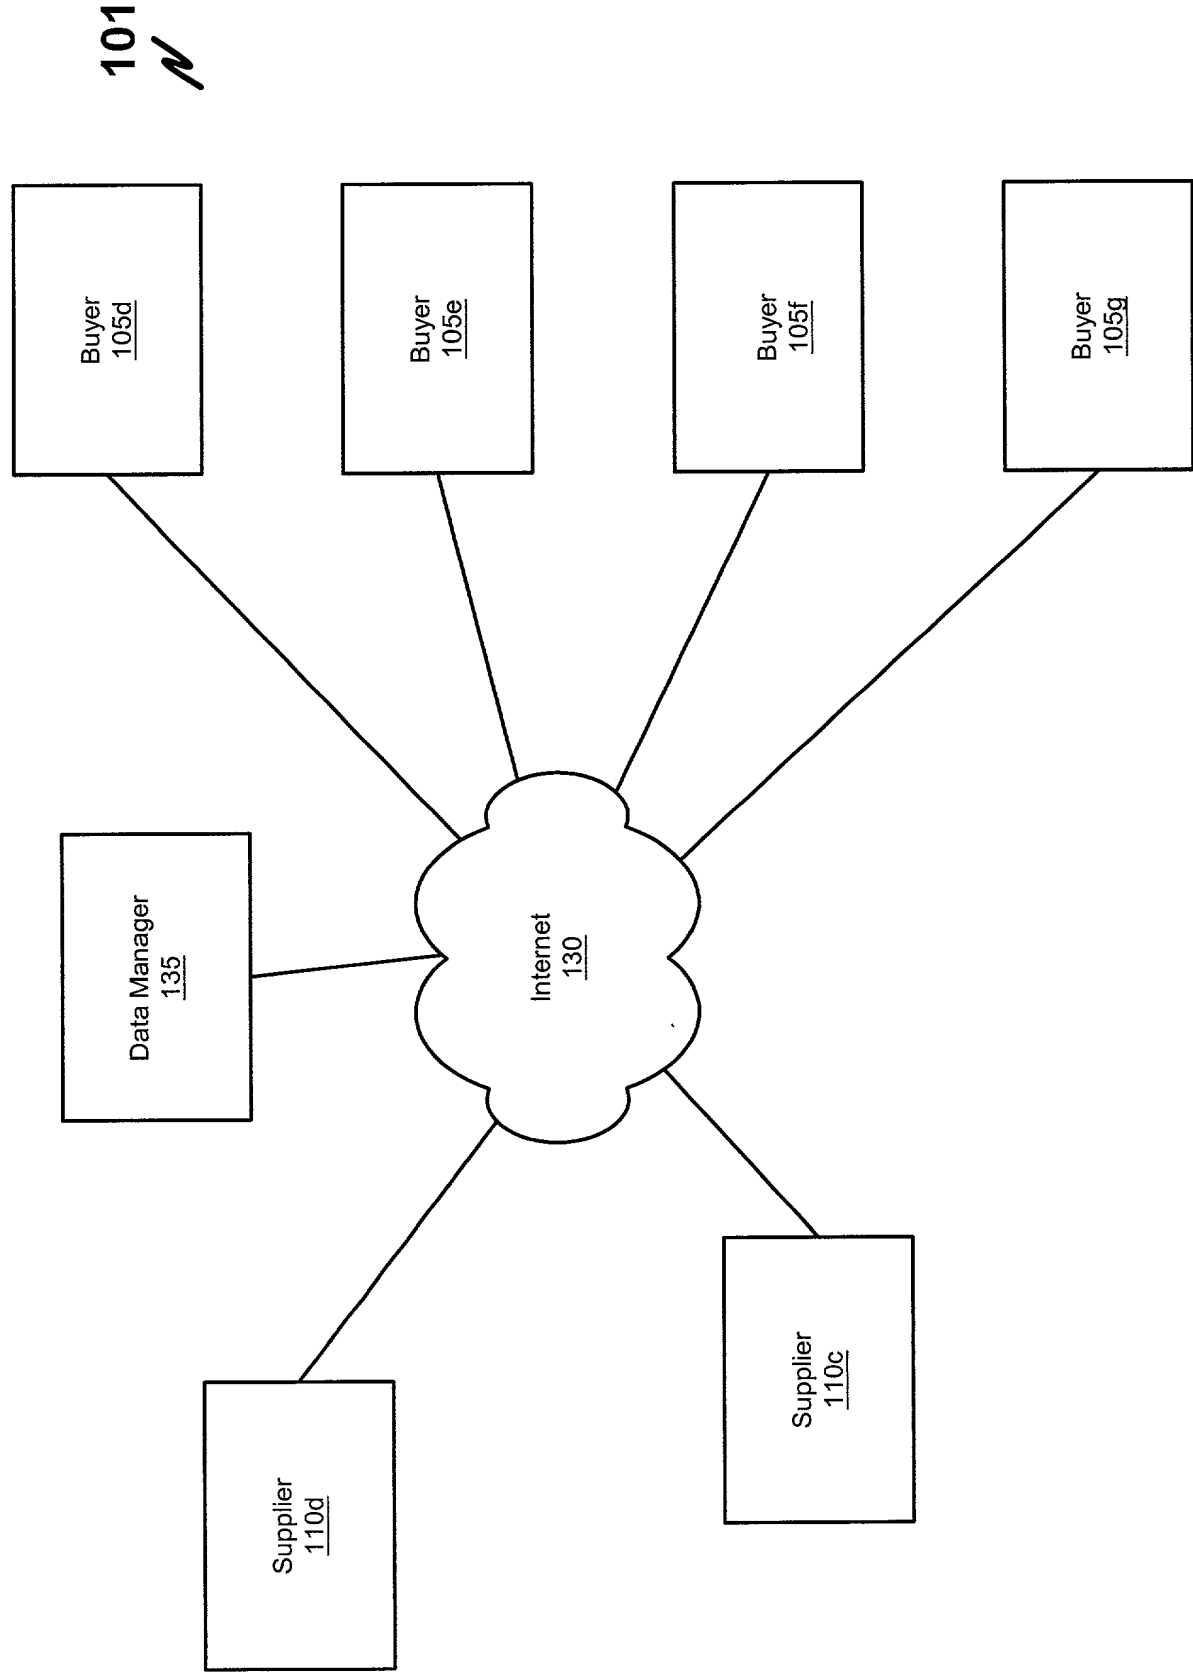 101
Data Manager
135
Buyer
105d
Supplier
110d
Buyer
105e
Internet
130
Buyer
105f
Supplier
110c
Buyer
105g